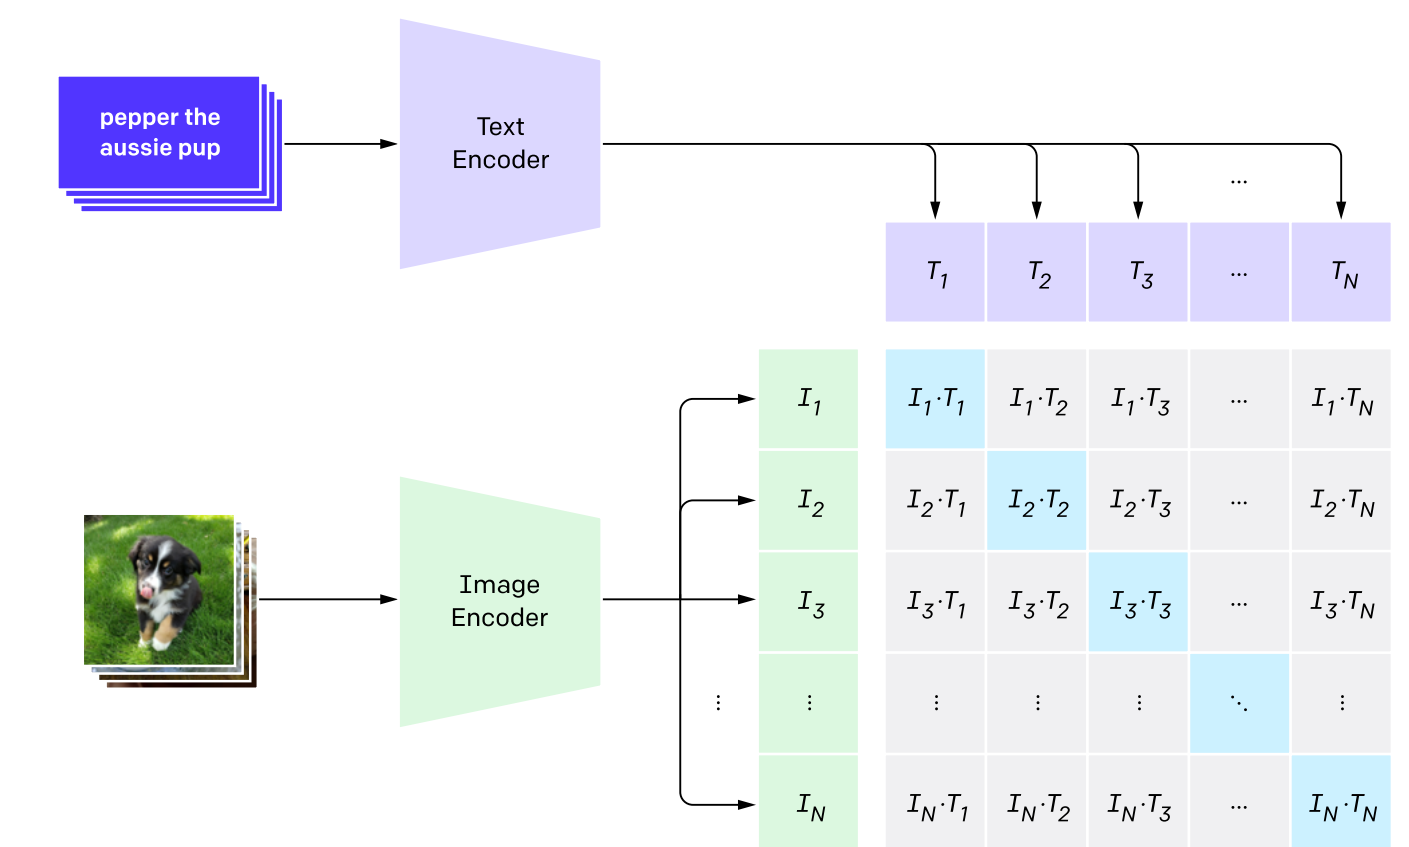 pepper the
aussie pup
Text
Encoder
...
T1 T2 T3 ... TN
I1 I1·T1 I1·T2 I1·T3 ... I1·TN
I2 I2·T1 I2·T2 I2·T3 ... I2·TN
Image
Encoder
I3 I3·T1 I3·T2 I3·T3 ... I3·TN
⋮ ⋮ ⋮ ⋮ ⋮ ⋱ ⋮
IN IN·T1 IN·T2 IN·T3 ... IN·TN